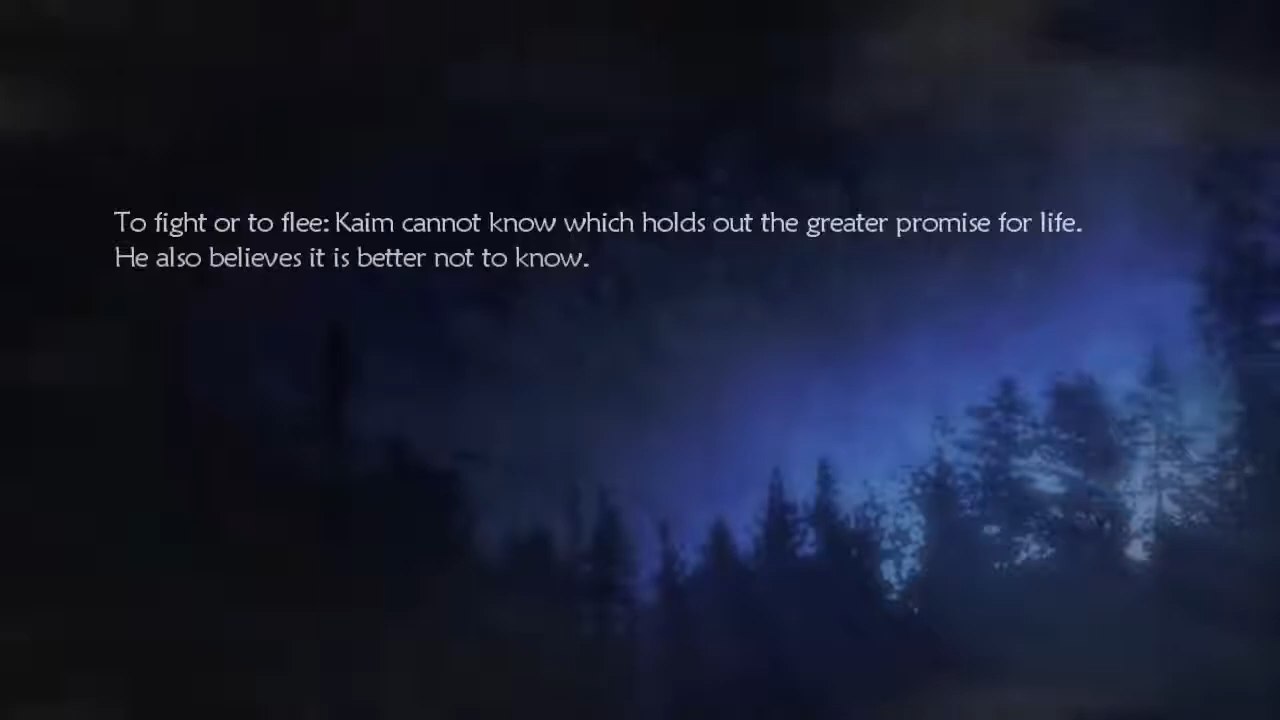 To fight or to flee: Kaim cannot know which holds out the greater promise for life.
He also believes it is better not to know.